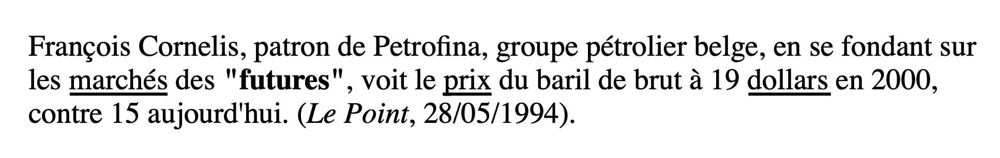 François Cornelis, patron de Petrofina, groupe pétrolier belge, en se fondant sur
les marchés des "futures", voit le prix du baril de brut à 19 dollars en 2000,
contre 15 aujourd'hui. (Le Point, 28/05/1994).